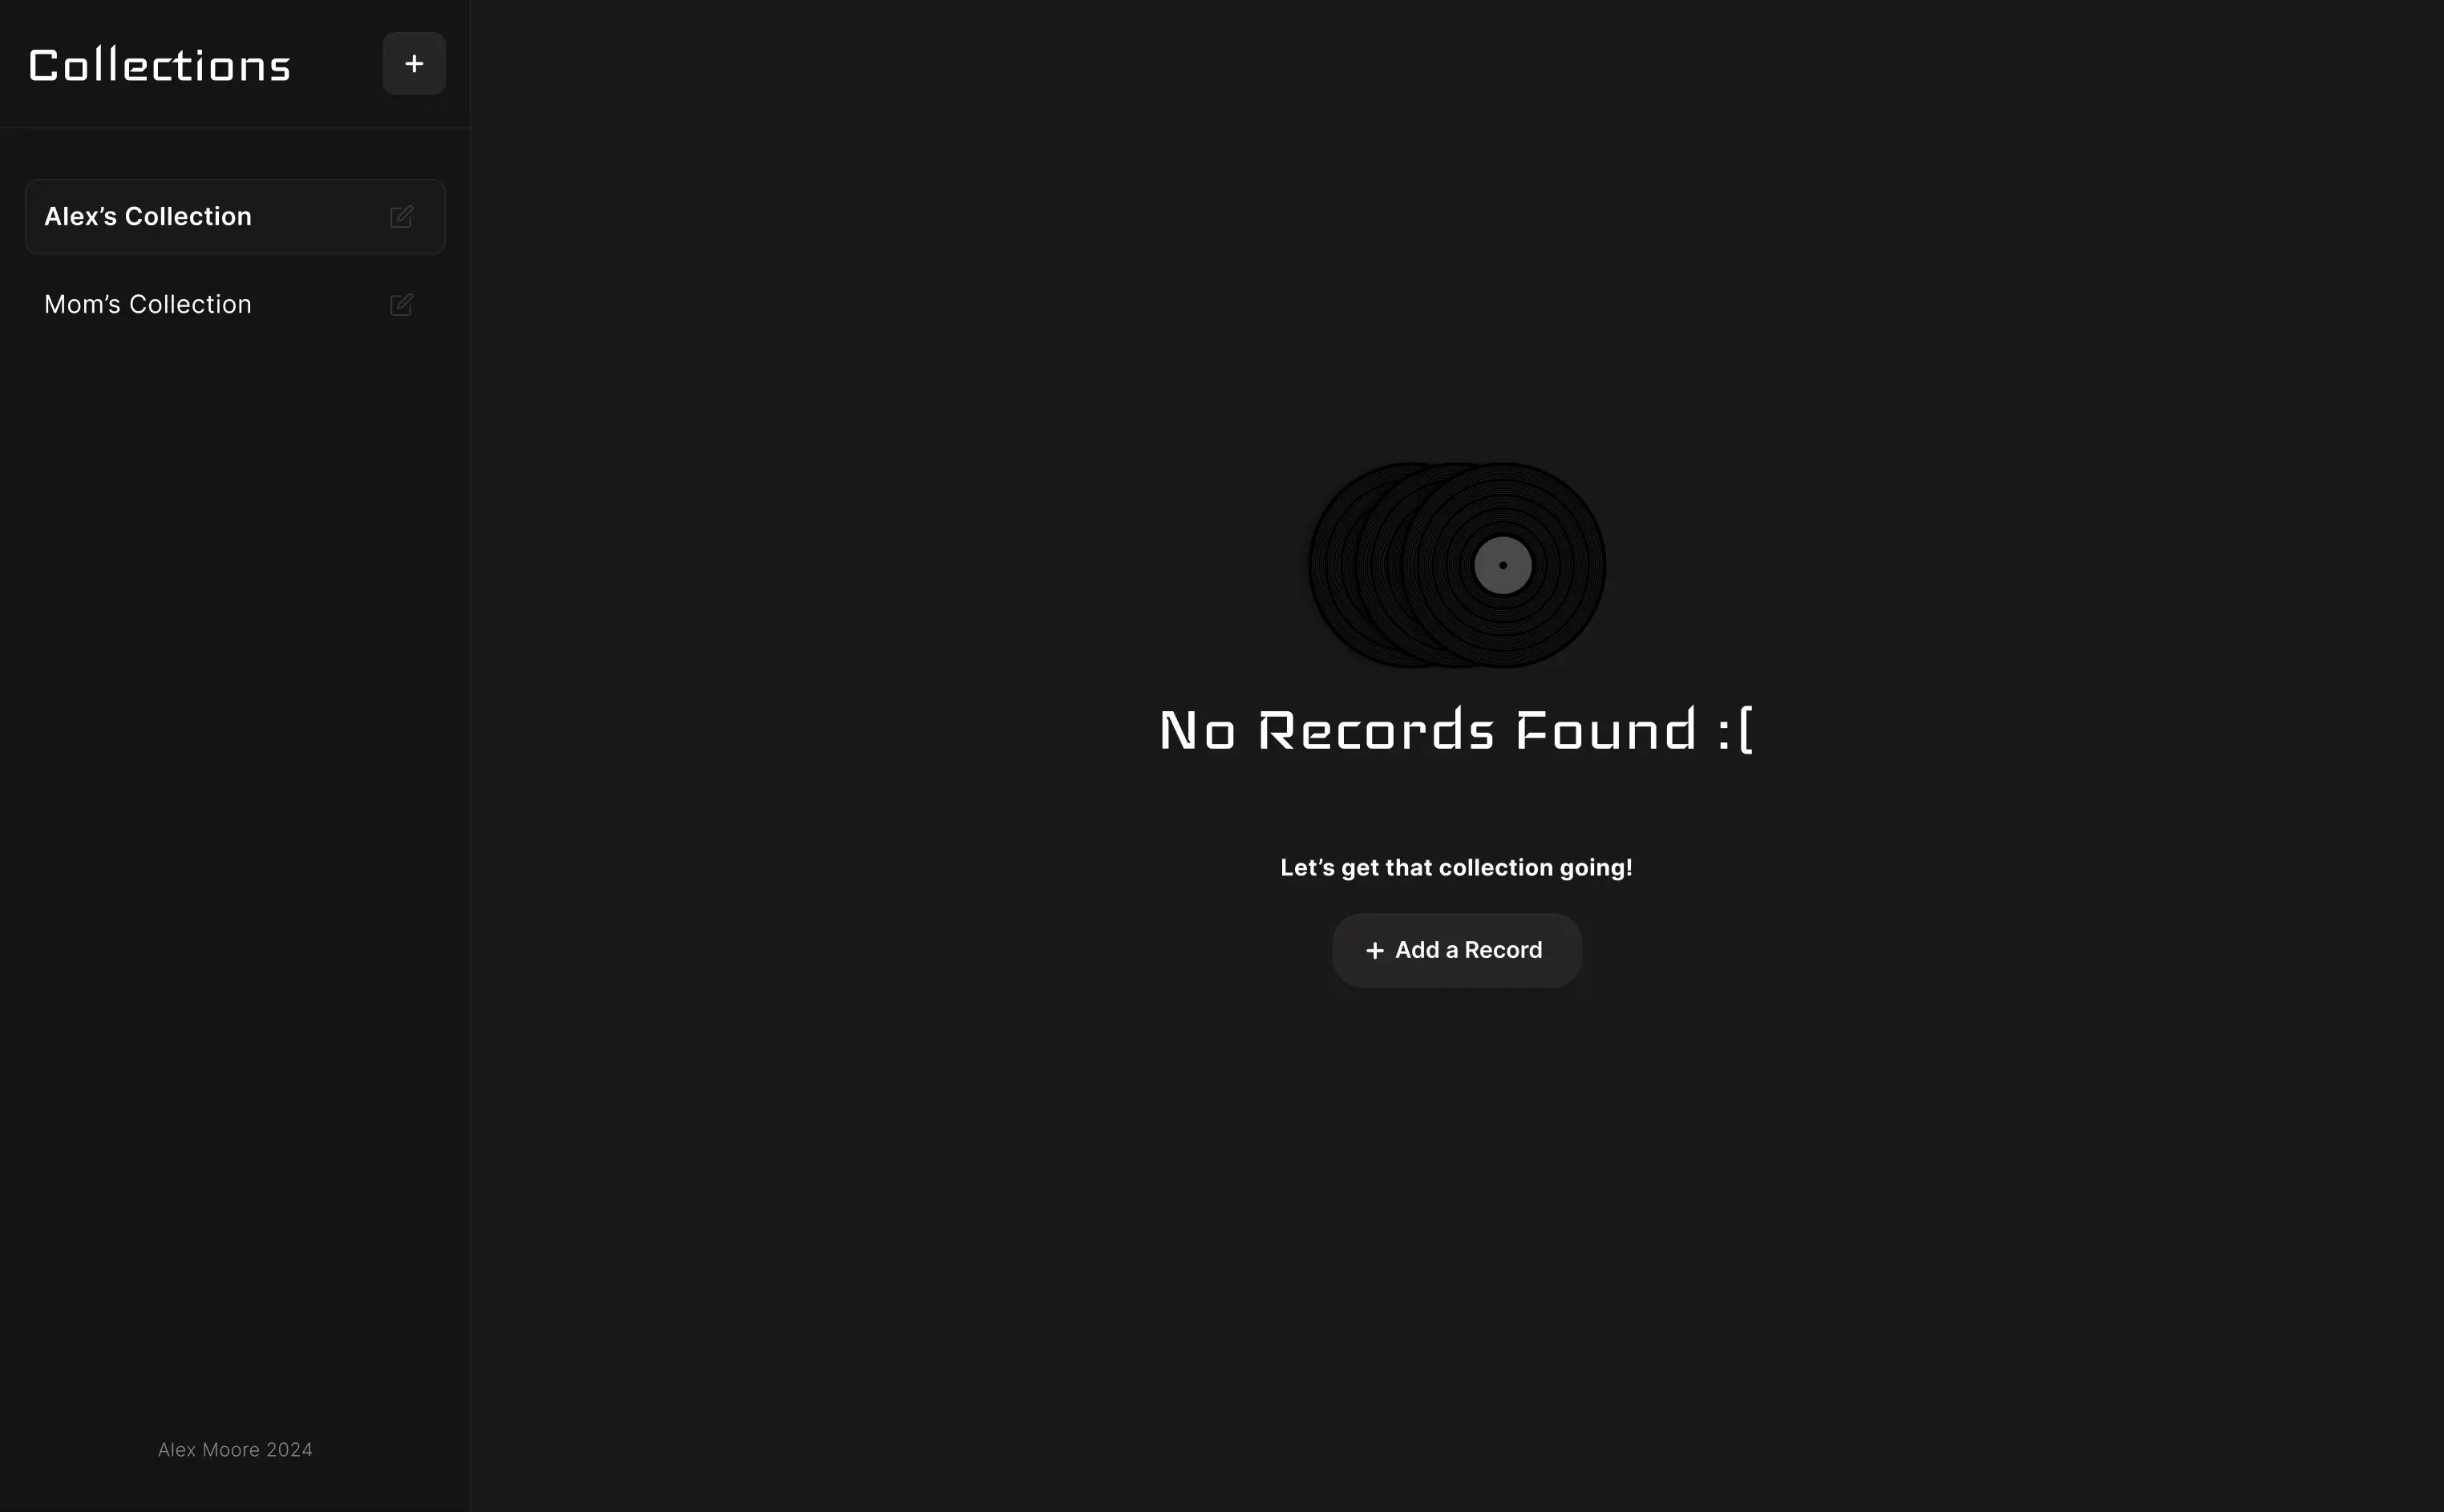 Collections
Alex’s Collection
Mom’s Collection
No Records Found :[
Let’s get that collection going!
+ Add a Record
Alex Moore 2024